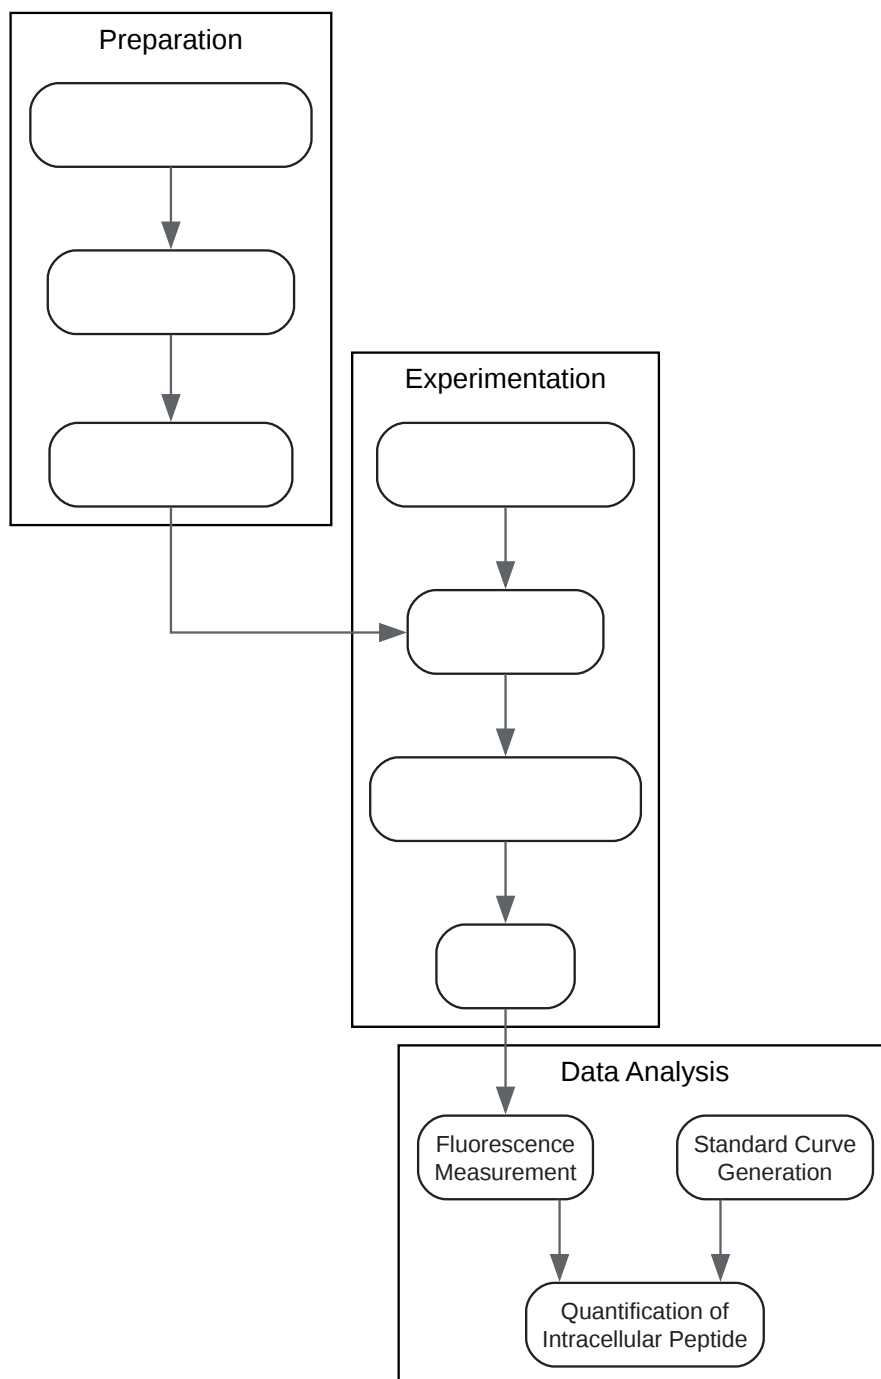 Preparation
Experimentation
Data Analysis
Fluorescence
Measurement
Standard Curve
Generation
Quantification of
Intracellular Peptide